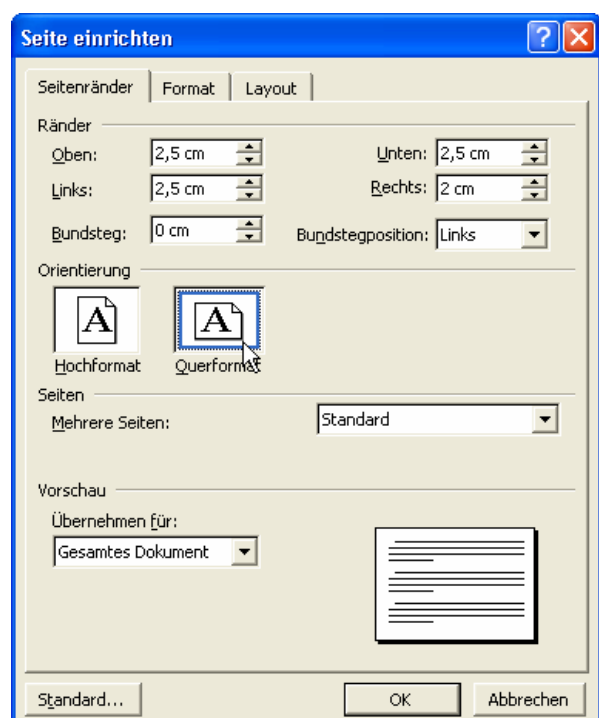 Seite einrichten
Seitenränder Format Layout
Ränder
Oben: 2,5 cm Unten: 2,5 cm
Links: 2,5 cm Rechts: 2 cm
Bundsteg: 0 cm Bundstegposition: Links
Orientierung
A A
Hochformat Querformat
Seiten
Mehrere Seiten: Standard
Vorschau
Übernehmen für:
Gesamtes Dokument
Standard... OK Abbrechen